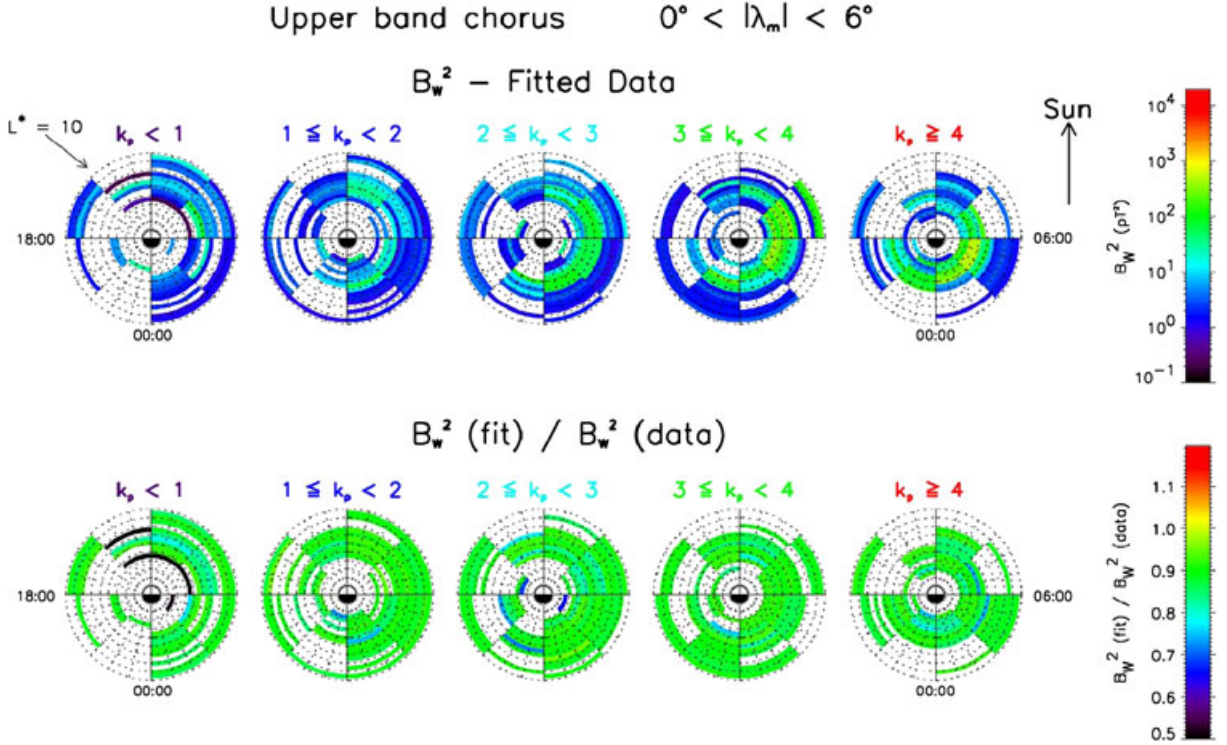 Upper band chorus 0° < |λm| < 6°
Bw² – Fitted Data
L* = 10
Sun
kp < 1
1 ≦ kp < 2
2 ≦ kp < 3
3 ≦ kp < 4
kp ≧ 4
18:00
06:00
00:00
00:00
10⁴
10³
10²
10¹
10⁰
10⁻¹
Bw² (pT²)
Bw² (fit) / Bw² (data)
kp < 1
1 ≦ kp < 2
2 ≦ kp < 3
3 ≦ kp < 4
kp ≧ 4
18:00
06:00
00:00
00:00
1.1
1.0
0.9
0.8
0.7
0.6
0.5
Bw² (fit) / Bw² (data)